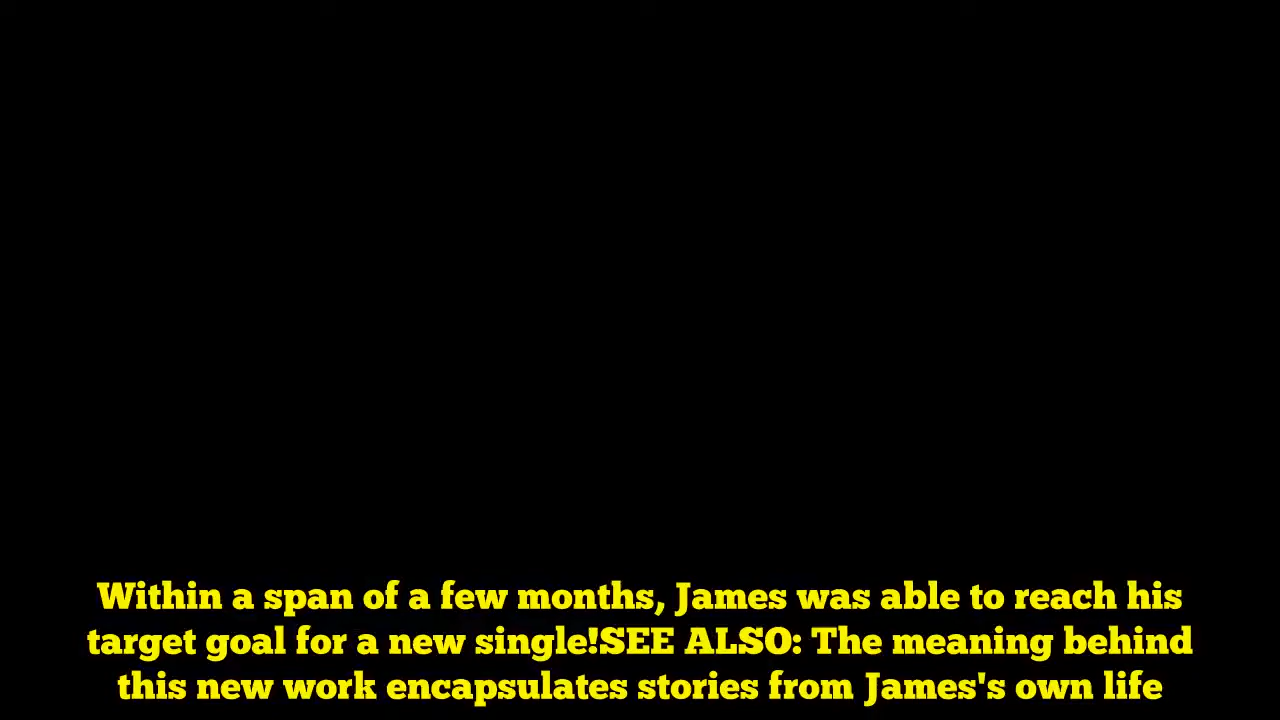 Within a span of a few months, James was able to reach his
target goal for a new single!SEE ALSO: The meaning behind
this new work encapsulates stories from James's own life